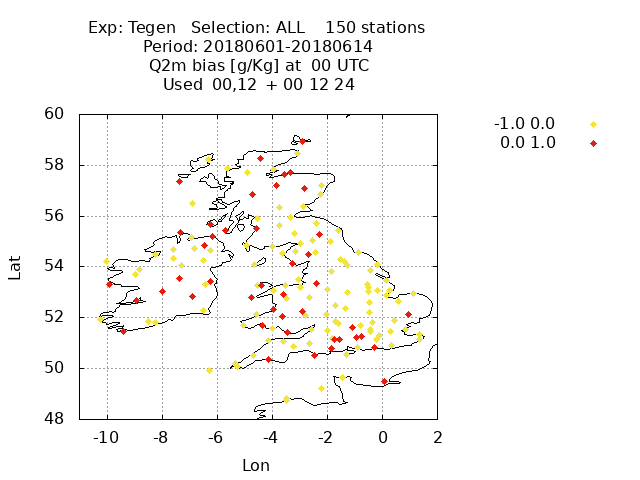 Exp: Tegen   Selection: ALL    150 stations
Period: 20180601-20180614
Q2m bias [g/Kg] at  00 UTC
Used  00,12  + 00 12 24
-1.0 0.0
0.0 1.0
60
58
56
54
52
50
48
Lat
-10 -8 -6 -4 -2 0 2
Lon